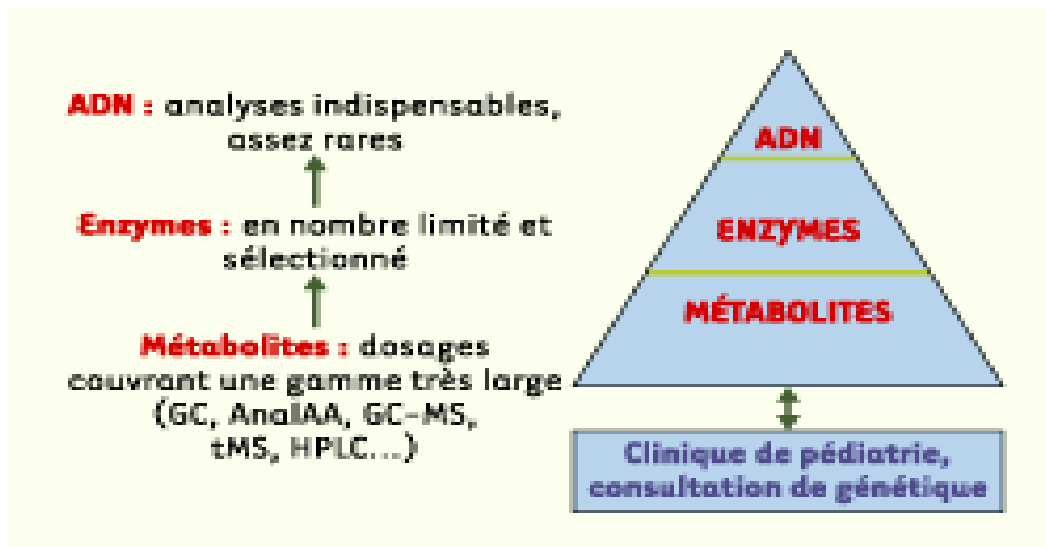 ADN : analyses indispensables,
assez rares
Enzymes : en nombre limité et
sélectionné
Métabolites : dosages
couvrant une gamme très large
(GC, AnalAA, GC-MS,
tMS, HPLC...)
ADN
ENZYMES
MÉTABOLITES
Clinique de pédiatrie,
consultation de génétique